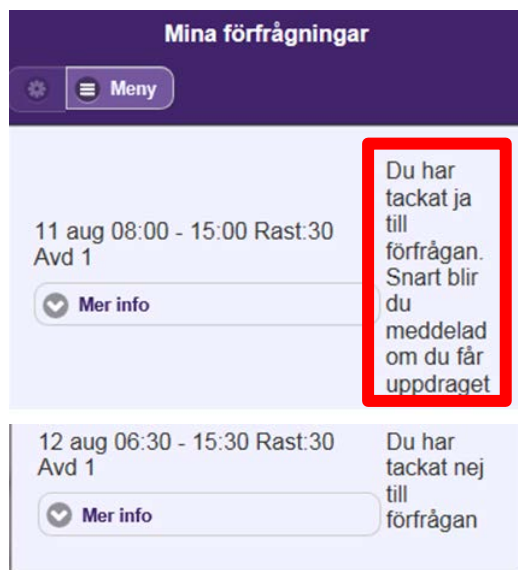 Mina förfrågningar
Meny
11 aug 08:00 - 15:00 Rast:30
Avd 1
Mer info
Du har
tackat ja
till
förfrågan.
Snart blir
du
meddelad
om du får
uppdraget
12 aug 06:30 - 15:30 Rast:30
Avd 1
Mer info
Du har
tackat nej
till
förfrågan